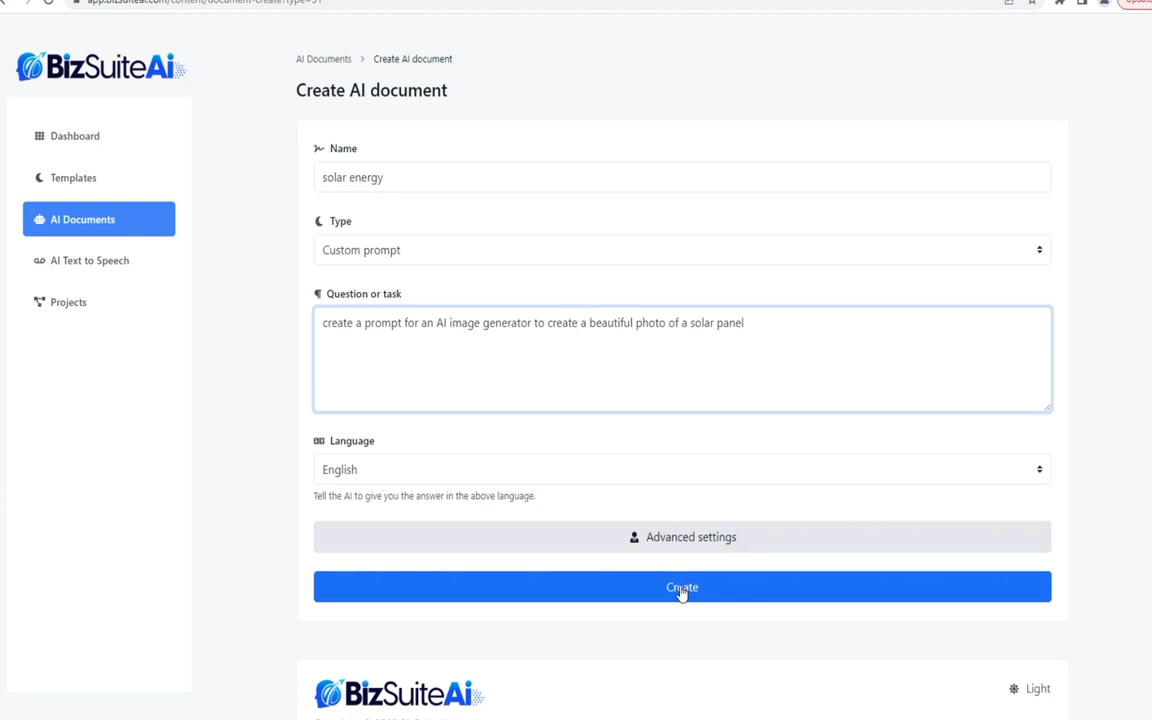 BizSuiteAi
Dashboard
Templates
AI Documents
AI Text to Speech
Projects
AI Documents > Create AI document
Create AI document
Name
solar energy
Type
Custom prompt
Question or task
create a prompt for an AI image generator to create a beautiful photo of a solar panel
Language
English
Tell the AI to give you the answer in the above language.
Advanced settings
Create
BizSuiteAi
Light